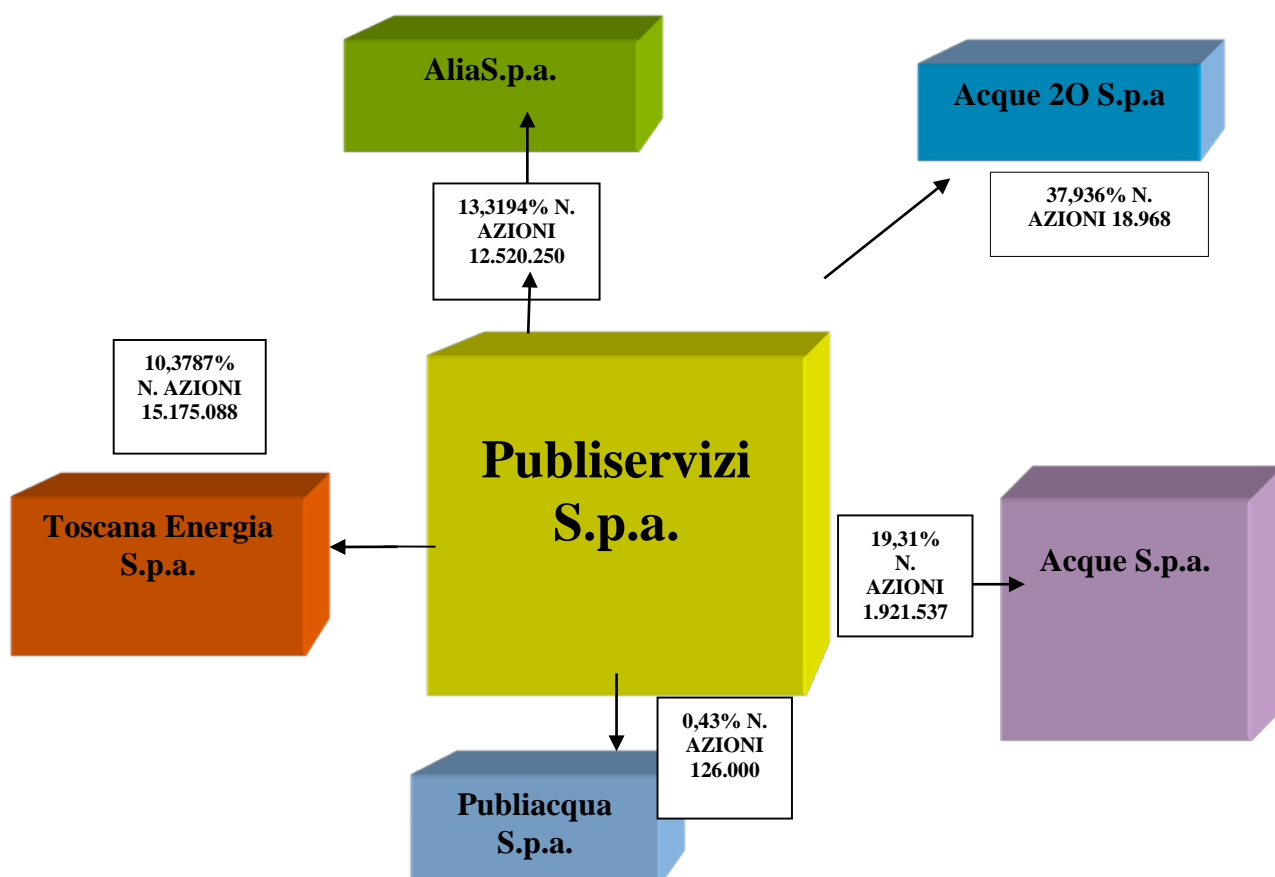 AliaS.p.a.
Acque 2O S.p.a
13,3194% N.
AZIONI
12.520.250
37,936% N.
AZIONI 18.968
10,3787%
N. AZIONI
15.175.088
Publiservizi
S.p.a.
Toscana Energia
S.p.a.
19,31%
N.
AZIONI
1.921.537
Acque S.p.a.
0,43% N.
AZIONI
126.000
Publiacqua
S.p.a.